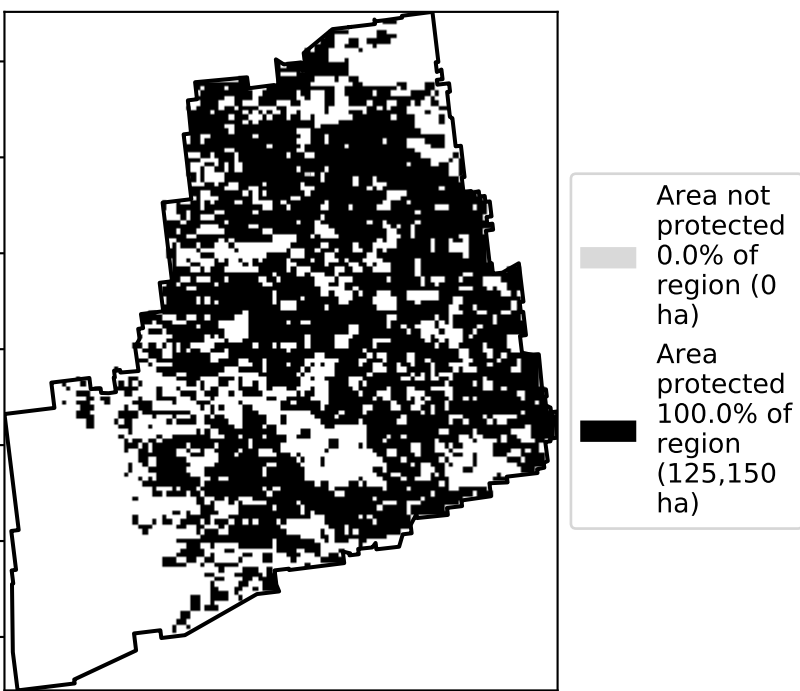 Area not
protected
0.0% of
region (0
ha)
Area
protected
100.0% of
region
(125,150
ha)